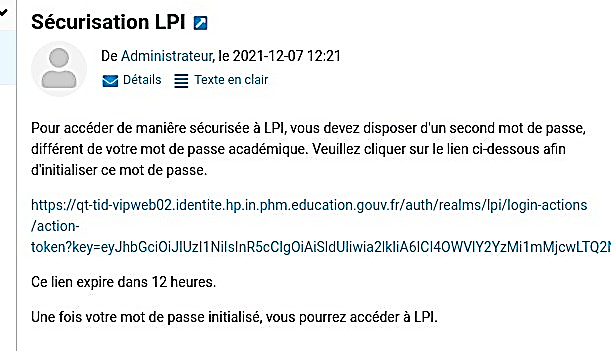 Sécurisation LPI
De Administrateur, le 2021-12-07 12:21
Détails Texte en clair
Pour accéder de manière sécurisée à LPI, vous devez disposer d'un second mot de passe,
différent de votre mot de passe académique. Veuillez cliquer sur le lien ci-dessous afin
d'initialiser ce mot de passe.
https://qt-tid-vipweb02.identite.hp.in.phm.education.gouv.fr/auth/realms/lpi/login-actions
/action-
Ce lien expire dans 12 heures.
Une fois votre mot de passe initialisé, vous pourrez accéder à LPI.